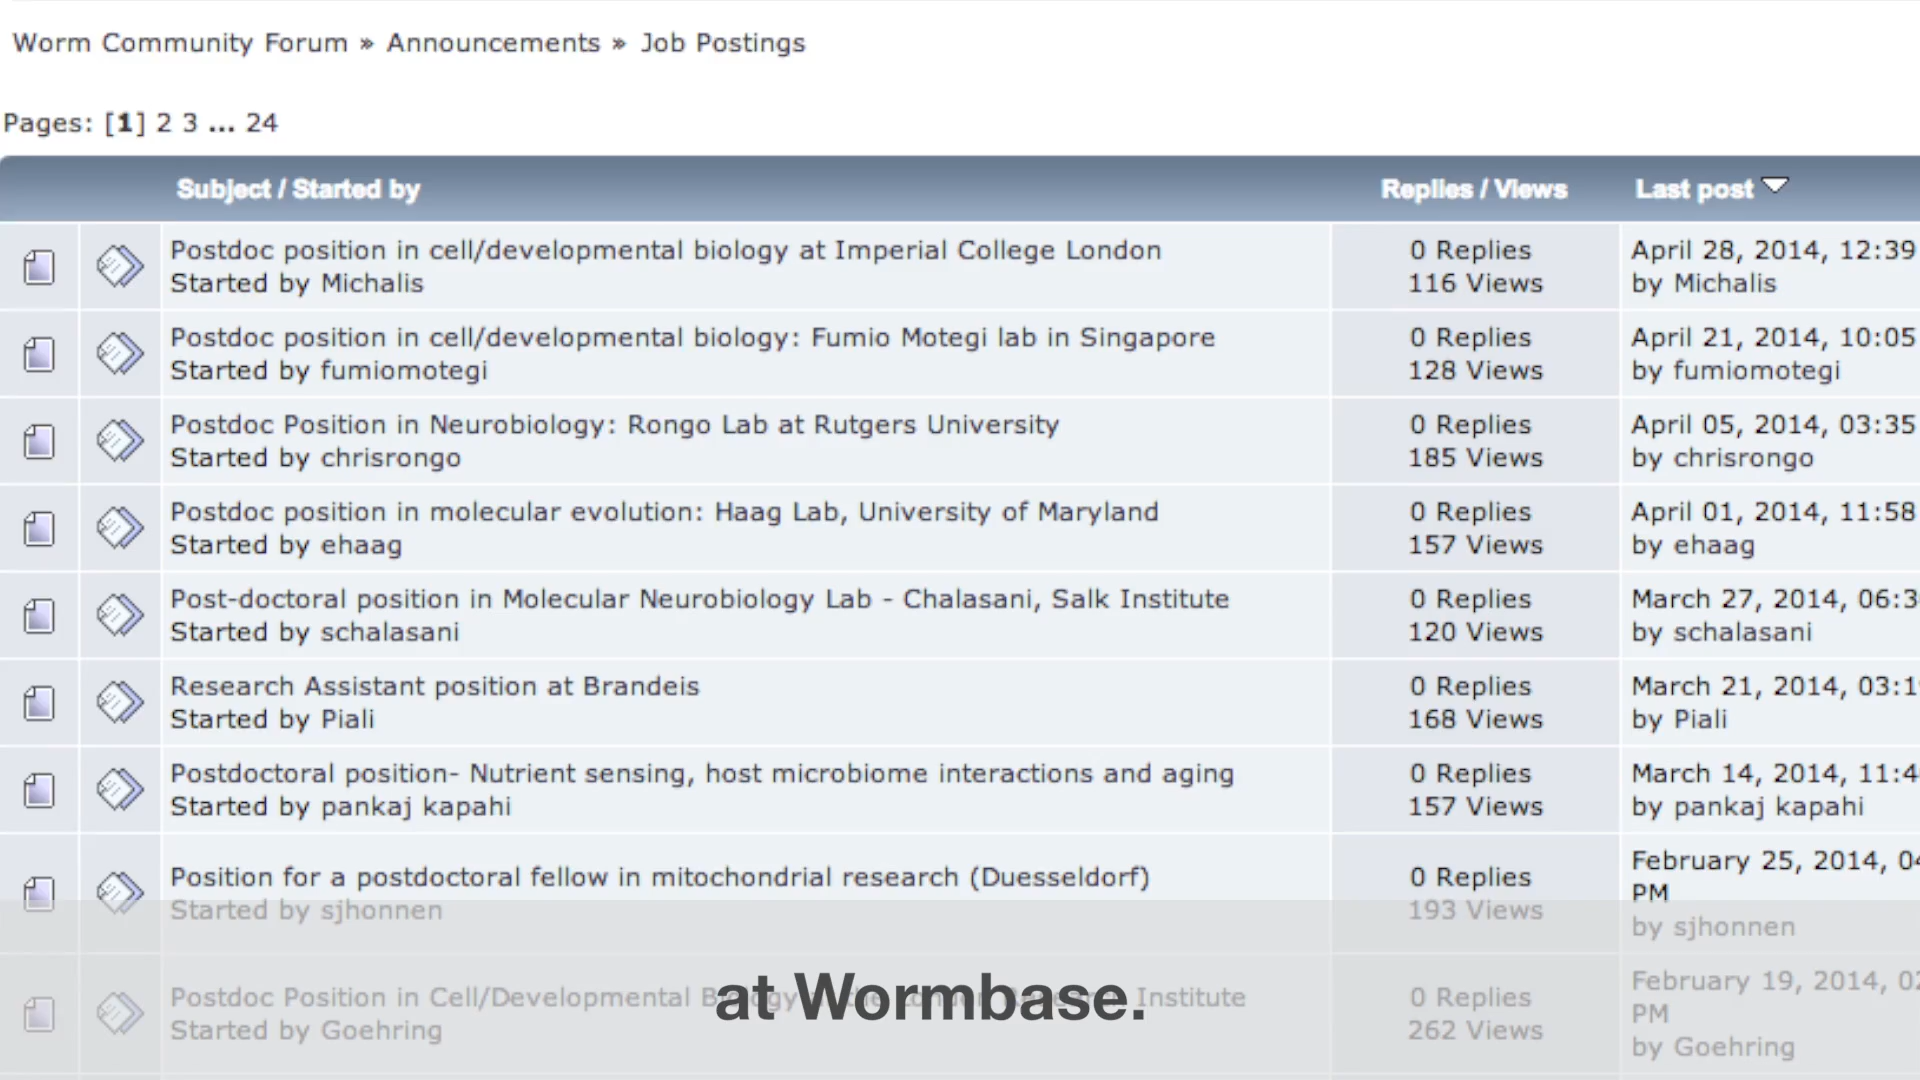 Worm Community Forum » Announcements » Job Postings
Pages: [1] 2 3 ... 24
Subject / Started by Replies / Views Last post
Postdoc position in cell/developmental biology at Imperial College London 0 Replies April 28, 2014, 12:39
Started by Michalis 116 Views by Michalis
Postdoc position in cell/developmental biology: Fumio Motegi lab in Singapore 0 Replies April 21, 2014, 10:05
Started by fumiomotegi 128 Views by fumiomotegi
Postdoc Position in Neurobiology: Rongo Lab at Rutgers University 0 Replies April 05, 2014, 03:35
Started by chrisrongo 185 Views by chrisrongo
Postdoc position in molecular evolution: Haag Lab, University of Maryland 0 Replies April 01, 2014, 11:58
Started by ehaag 157 Views by ehaag
Post-doctoral position in Molecular Neurobiology Lab - Chalasani, Salk Institute 0 Replies March 27, 2014, 06:3
Started by schalasani 120 Views by schalasani
Research Assistant position at Brandeis 0 Replies March 21, 2014, 03:1
Started by Piali 168 Views by Piali
Postdoctoral position- Nutrient sensing, host microbiome interactions and aging 0 Replies March 14, 2014, 11:4
Started by pankaj kapahi 157 Views by pankaj kapahi
Position for a postdoctoral fellow in mitochondrial research (Duesseldorf) 0 Replies February 25, 2014, 04
PM
Started by sjhonnen 193 Views by sjhonnen
Postdoc Position in Cell/Developmental Institute 0 Replies February 19, 2014, 02
PM
Started by Goehring 262 Views by Goehring
at Wormbase.